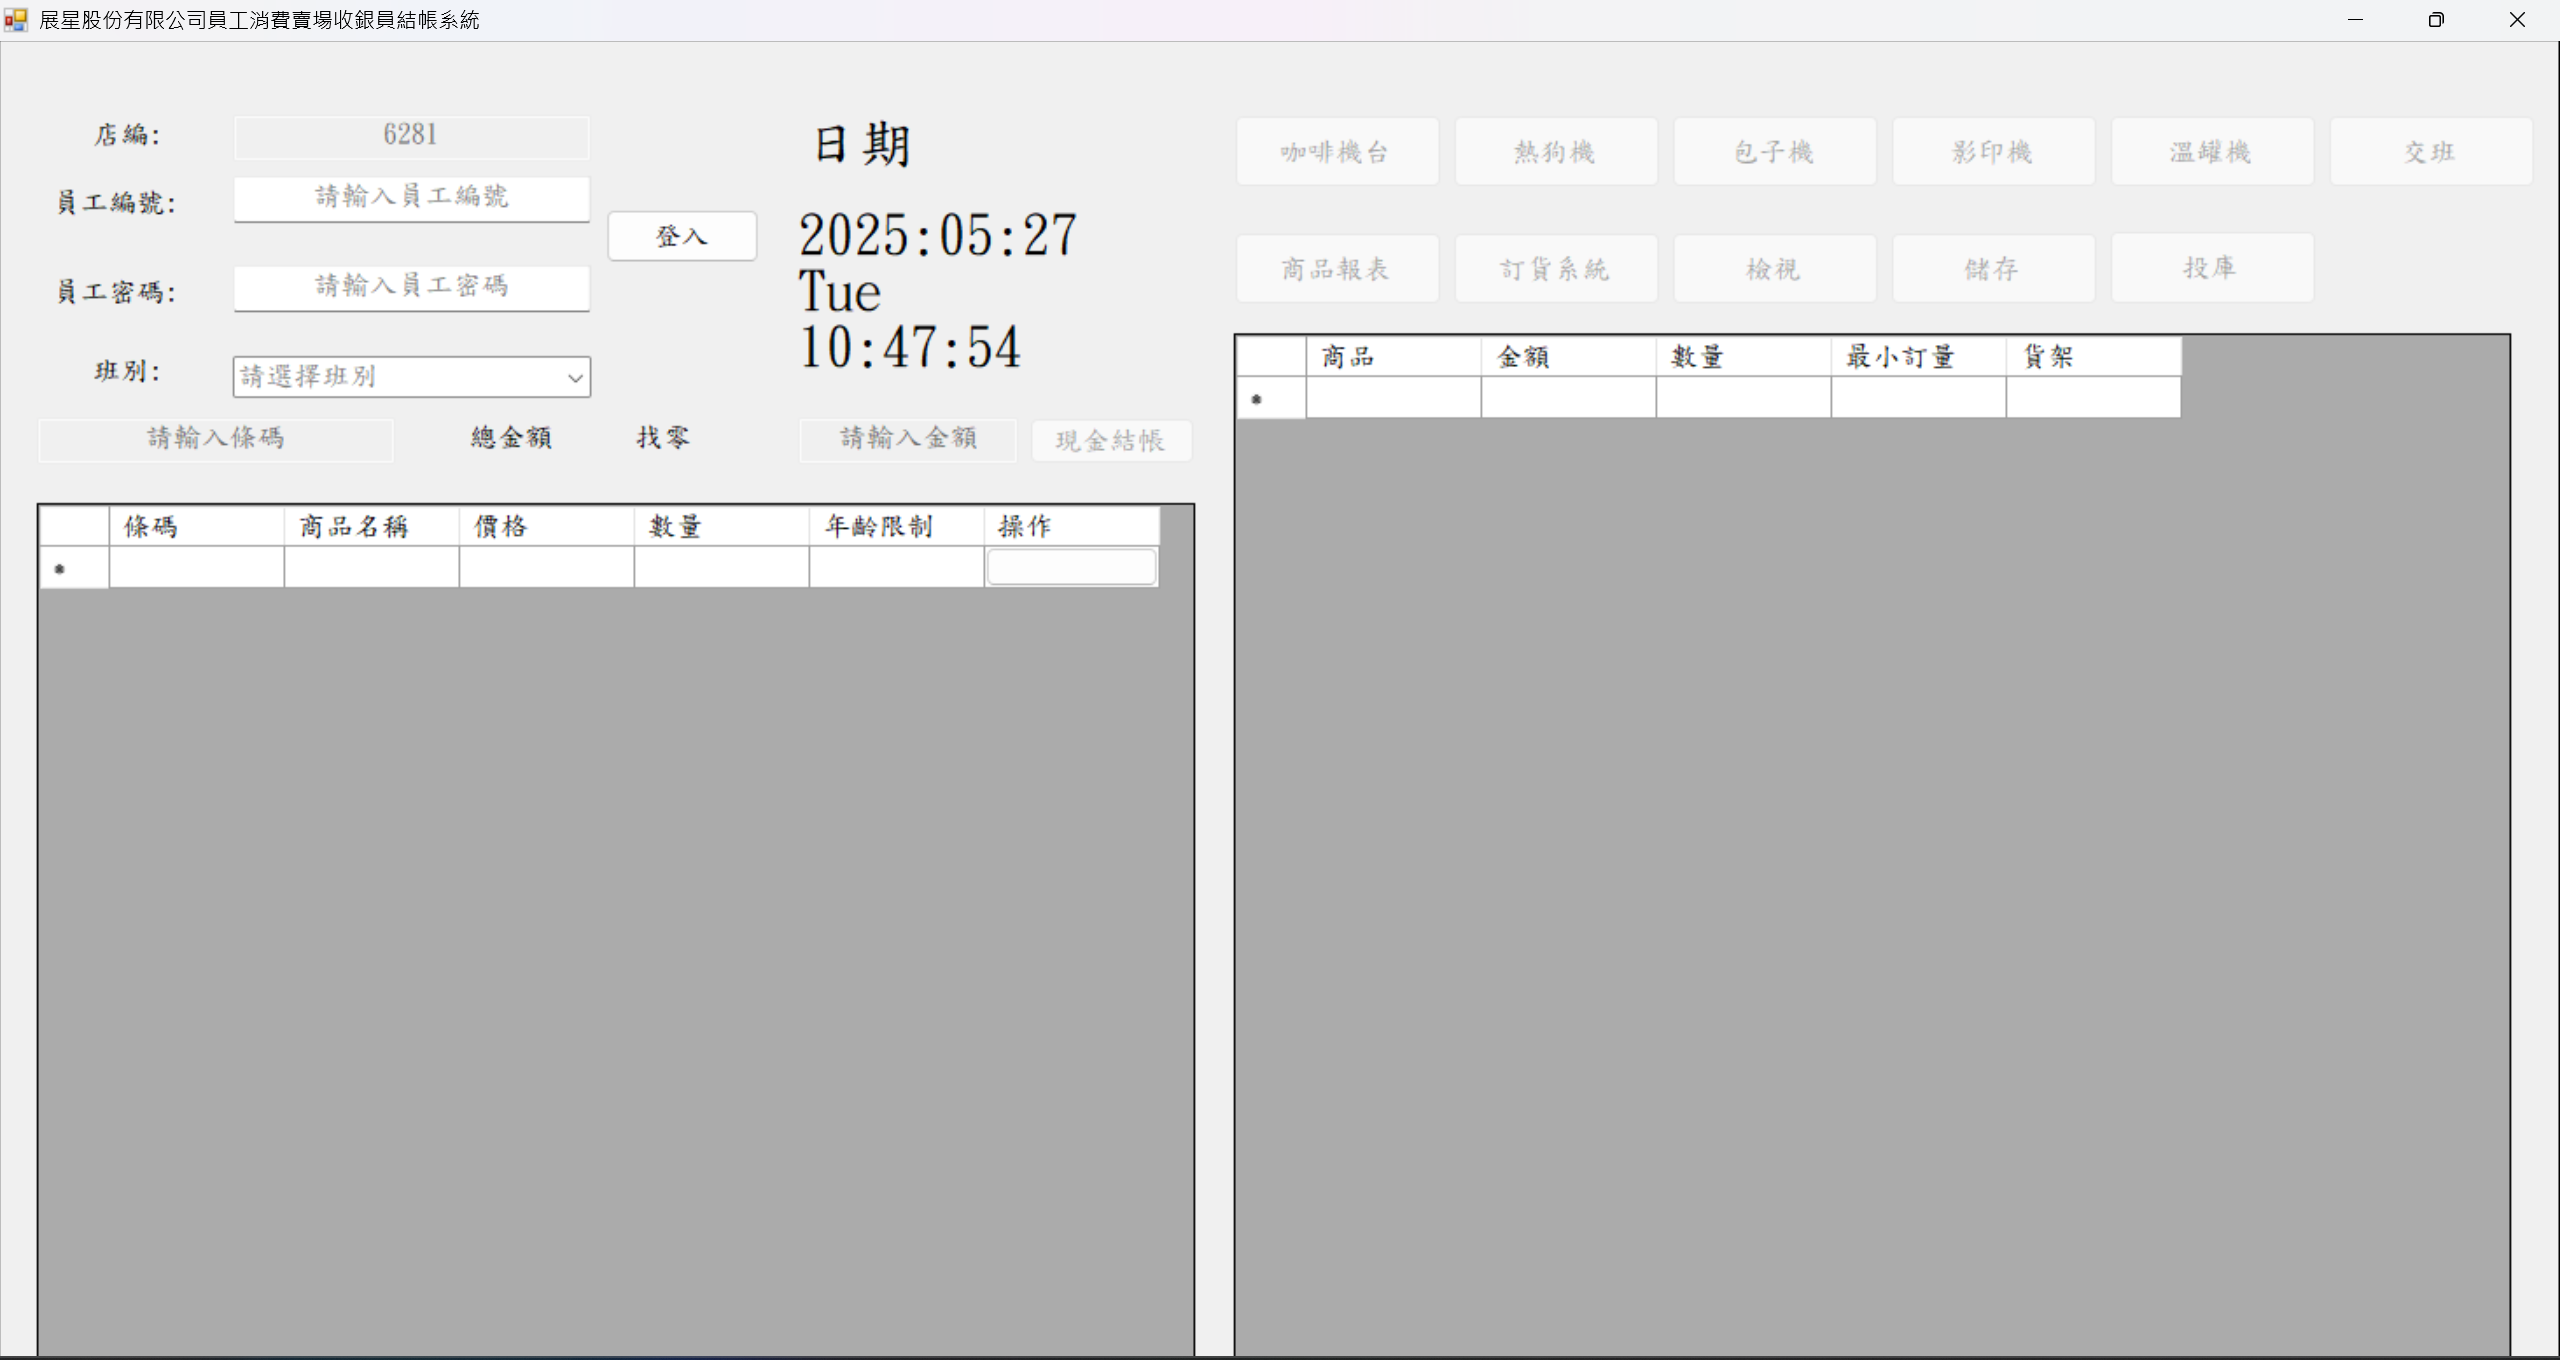 展星股份有限公司員工消費賣場收銀員結帳系統
店編:
6281
員工編號:
請輸入員工編號
員工密碼:
請輸入員工密碼
登入
班別:
請選擇班別
日期
2025:05:27
Tue
10:47:54
請輸入條碼
總金額
找零
請輸入金額
現金結帳
條碼 商品名稱 價格 數量 年齡限制 操作
咖啡機台 熱狗機 包子機 影印機 溫罐機 交班
商品報表 訂貨系統 檢視 儲存 投庫
商品 金額 數量 最小訂量 貨架